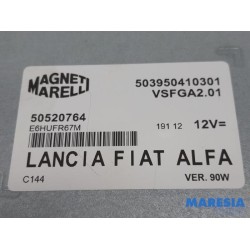 MAGNETI
MARELLI
503950410301
VSFGA2.01
50520764
E6HUFR67M
191 12
12V=
LANCIA FIAT ALFA
C144
VER. 90W
MARESIA